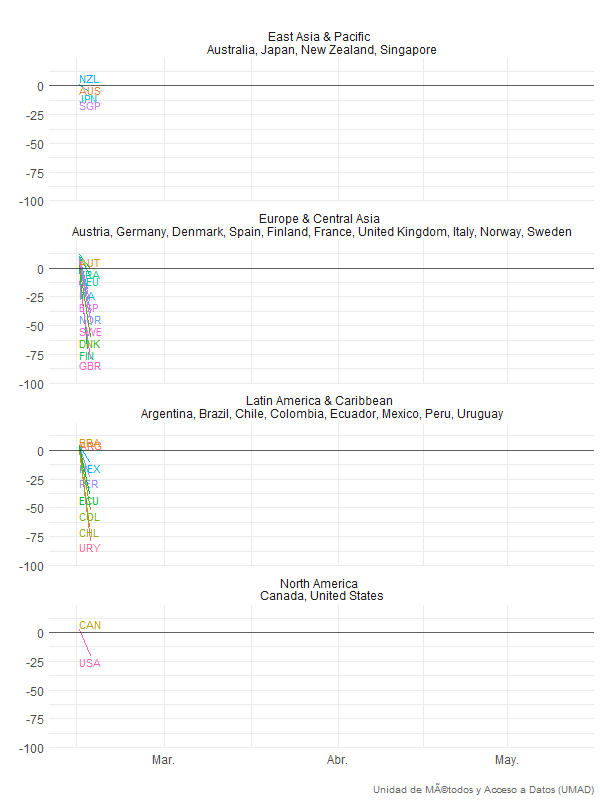 East Asia & Pacific
Australia, Japan, New Zealand, Singapore
NZL
0
AUS
JPN
SGP
-25
-50
-75
-100
Europe & Central Asia
Austria, Germany, Denmark, Spain, Finland, France, United Kingdom, Italy, Norway, Sweden
AUT
0
FRA
DEU
ITA
-25
ESP
NOR
-50
SWE
DNK
-75
FIN
GBR
-100
Latin America & Caribbean
Argentina, Brazil, Chile, Colombia, Ecuador, Mexico, Peru, Uruguay
BRA
ARG
0
MEX
-25
PER
ECU
-50
COL
CHL
-75
URY
-100
North America
Canada, United States
CAN
0
-25 USA
-50
-75
-100
Mar. Abr. May.
Unidad de MÃ©todos y Acceso a Datos (UMAD)